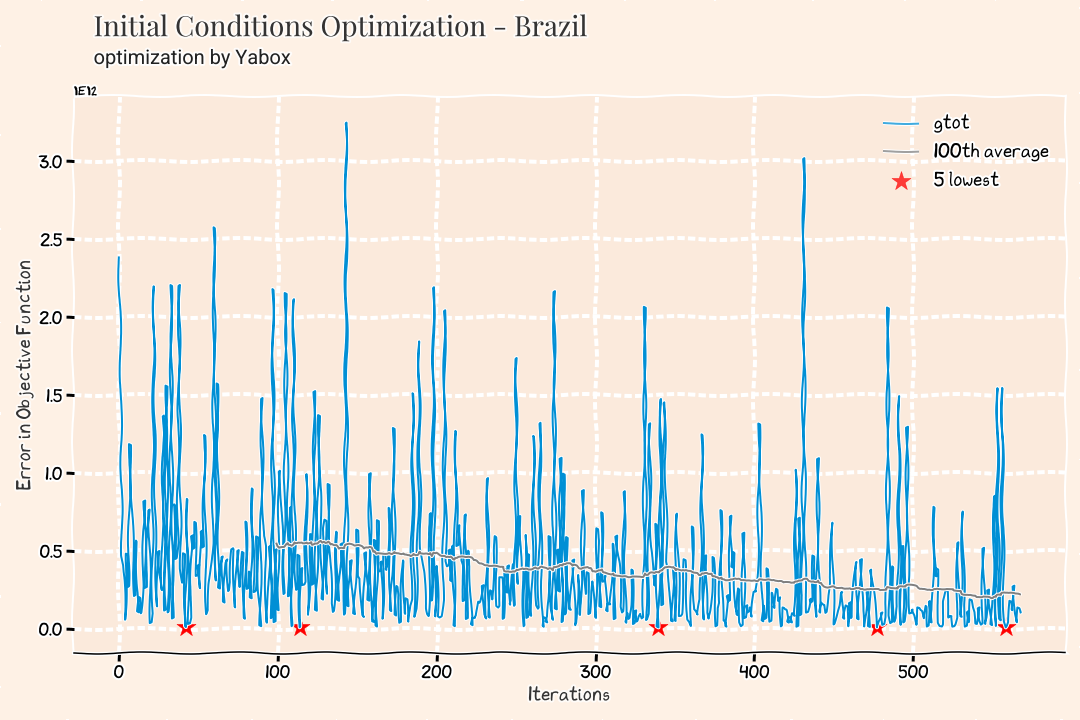 Initial Conditions Optimization - Brazil
optimization by Yabox
1E12
gtot
100th average
5 lowest
3.0
2.5
2.0
1.5
1.0
0.5
0.0
Error in Objective Function
0 100 200 300 400 500
Iterations